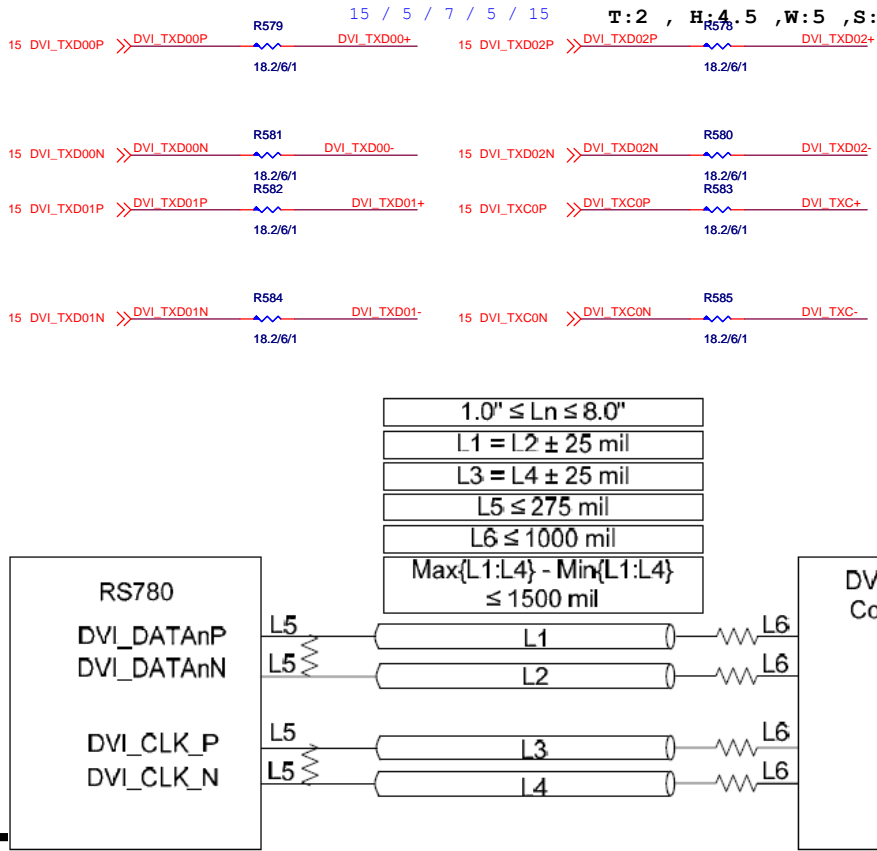 15 / 5 / 7 / 5 / 15
T:2 , H:4.5 ,W:5 ,S:
R579
15 DVI_TXD00P DVI_TXD00P DVI_TXD00+
18.2/6/1
R578
15 DVI_TXD02P DVI_TXD02P DVI_TXD02+
18.2/6/1
R581
15 DVI_TXD00N DVI_TXD00N DVI_TXD00-
18.2/6/1
R580
15 DVI_TXD02N DVI_TXD02N DVI_TXD02-
18.2/6/1
R582
15 DVI_TXD01P DVI_TXD01P DVI_TXD01+
18.2/6/1
R583
15 DVI_TXC0P DVI_TXC0P DVI_TXC+
18.2/6/1
R584
15 DVI_TXD01N DVI_TXD01N DVI_TXD01-
18.2/6/1
R585
15 DVI_TXC0N DVI_TXC0N DVI_TXC-
18.2/6/1
1.0" ≤ Ln ≤ 8.0"
L1 = L2 ± 25 mil
L3 = L4 ± 25 mil
L5 ≤ 275 mil
L6 ≤ 1000 mil
Max{L1:L4} - Min{L1:L4}
≤ 1500 mil
RS780
DV
Co
DVI_DATAnP L5 L1 L6
DVI_DATAnN L5 L2 L6
DVI_CLK_P L5 L3 L6
DVI_CLK_N L5 L4 L6